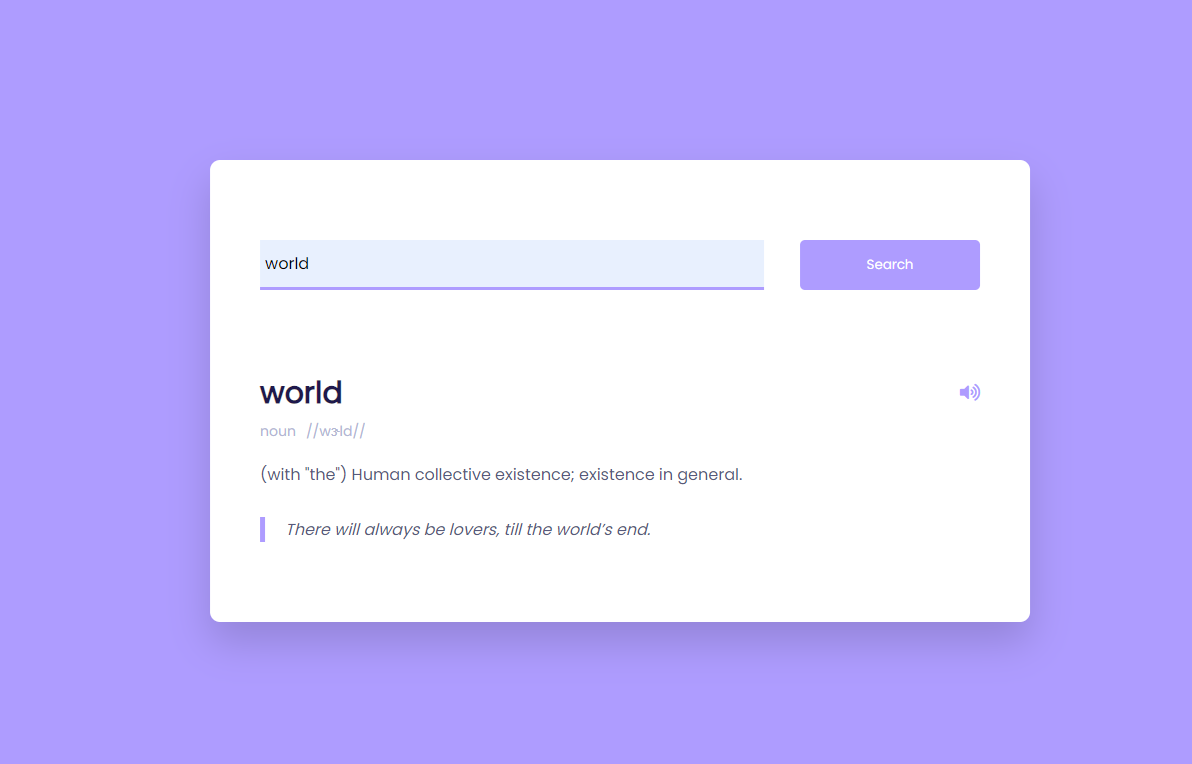 world
Search
world
noun //wɝld//
(with "the") Human collective existence; existence in general.
There will always be lovers, till the world’s end.